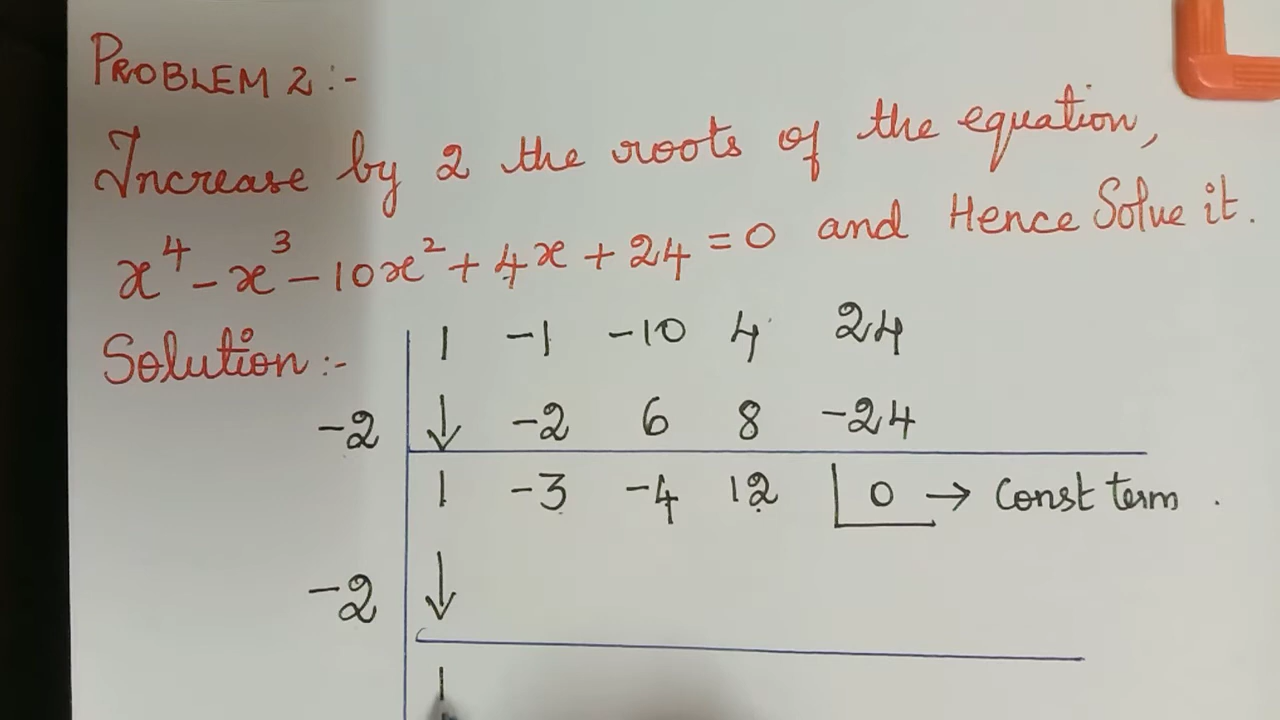 PROBLEM 2 :-
Increase by 2 the roots of the equation,
x⁴ - x³ - 10x² + 4x + 24 = 0 and Hence Solve it.
Solution :-
1 -1 -10 4 24
-2 ↓ -2 6 8 -24
1 -3 -4 12 0 → Const term .
-2 ↓
1